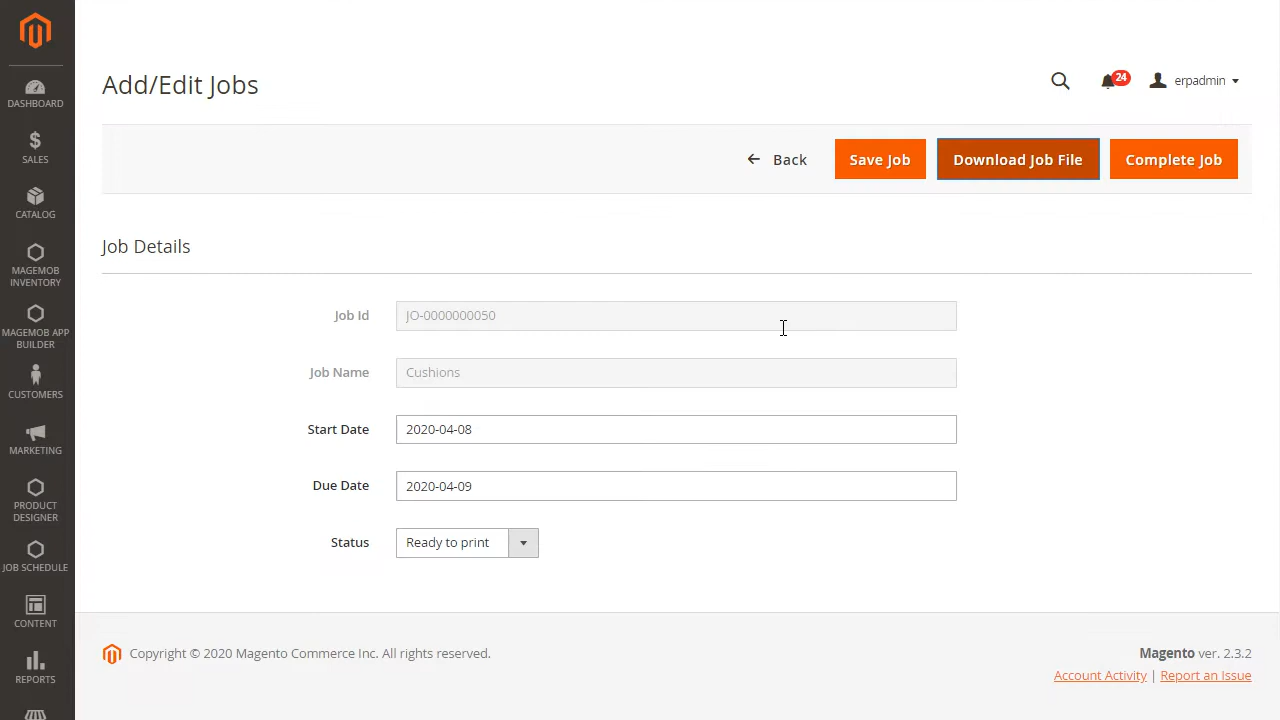 Add/Edit Jobs
24
erpadmin
DASHBOARD
SALES
CATALOG
MAGEMOB
INVENTORY
MAGEMOB APP
BUILDER
CUSTOMERS
MARKETING
PRODUCT
DESIGNER
JOB SCHEDULE
CONTENT
REPORTS
Back
Save Job
Download Job File
Complete Job
Job Details
Job Id JO-0000000050
Job Name Cushions
Start Date 2020-04-08
Due Date 2020-04-09
Status Ready to print
Copyright © 2020 Magento Commerce Inc. All rights reserved.
Magento ver. 2.3.2
Account Activity | Report an Issue